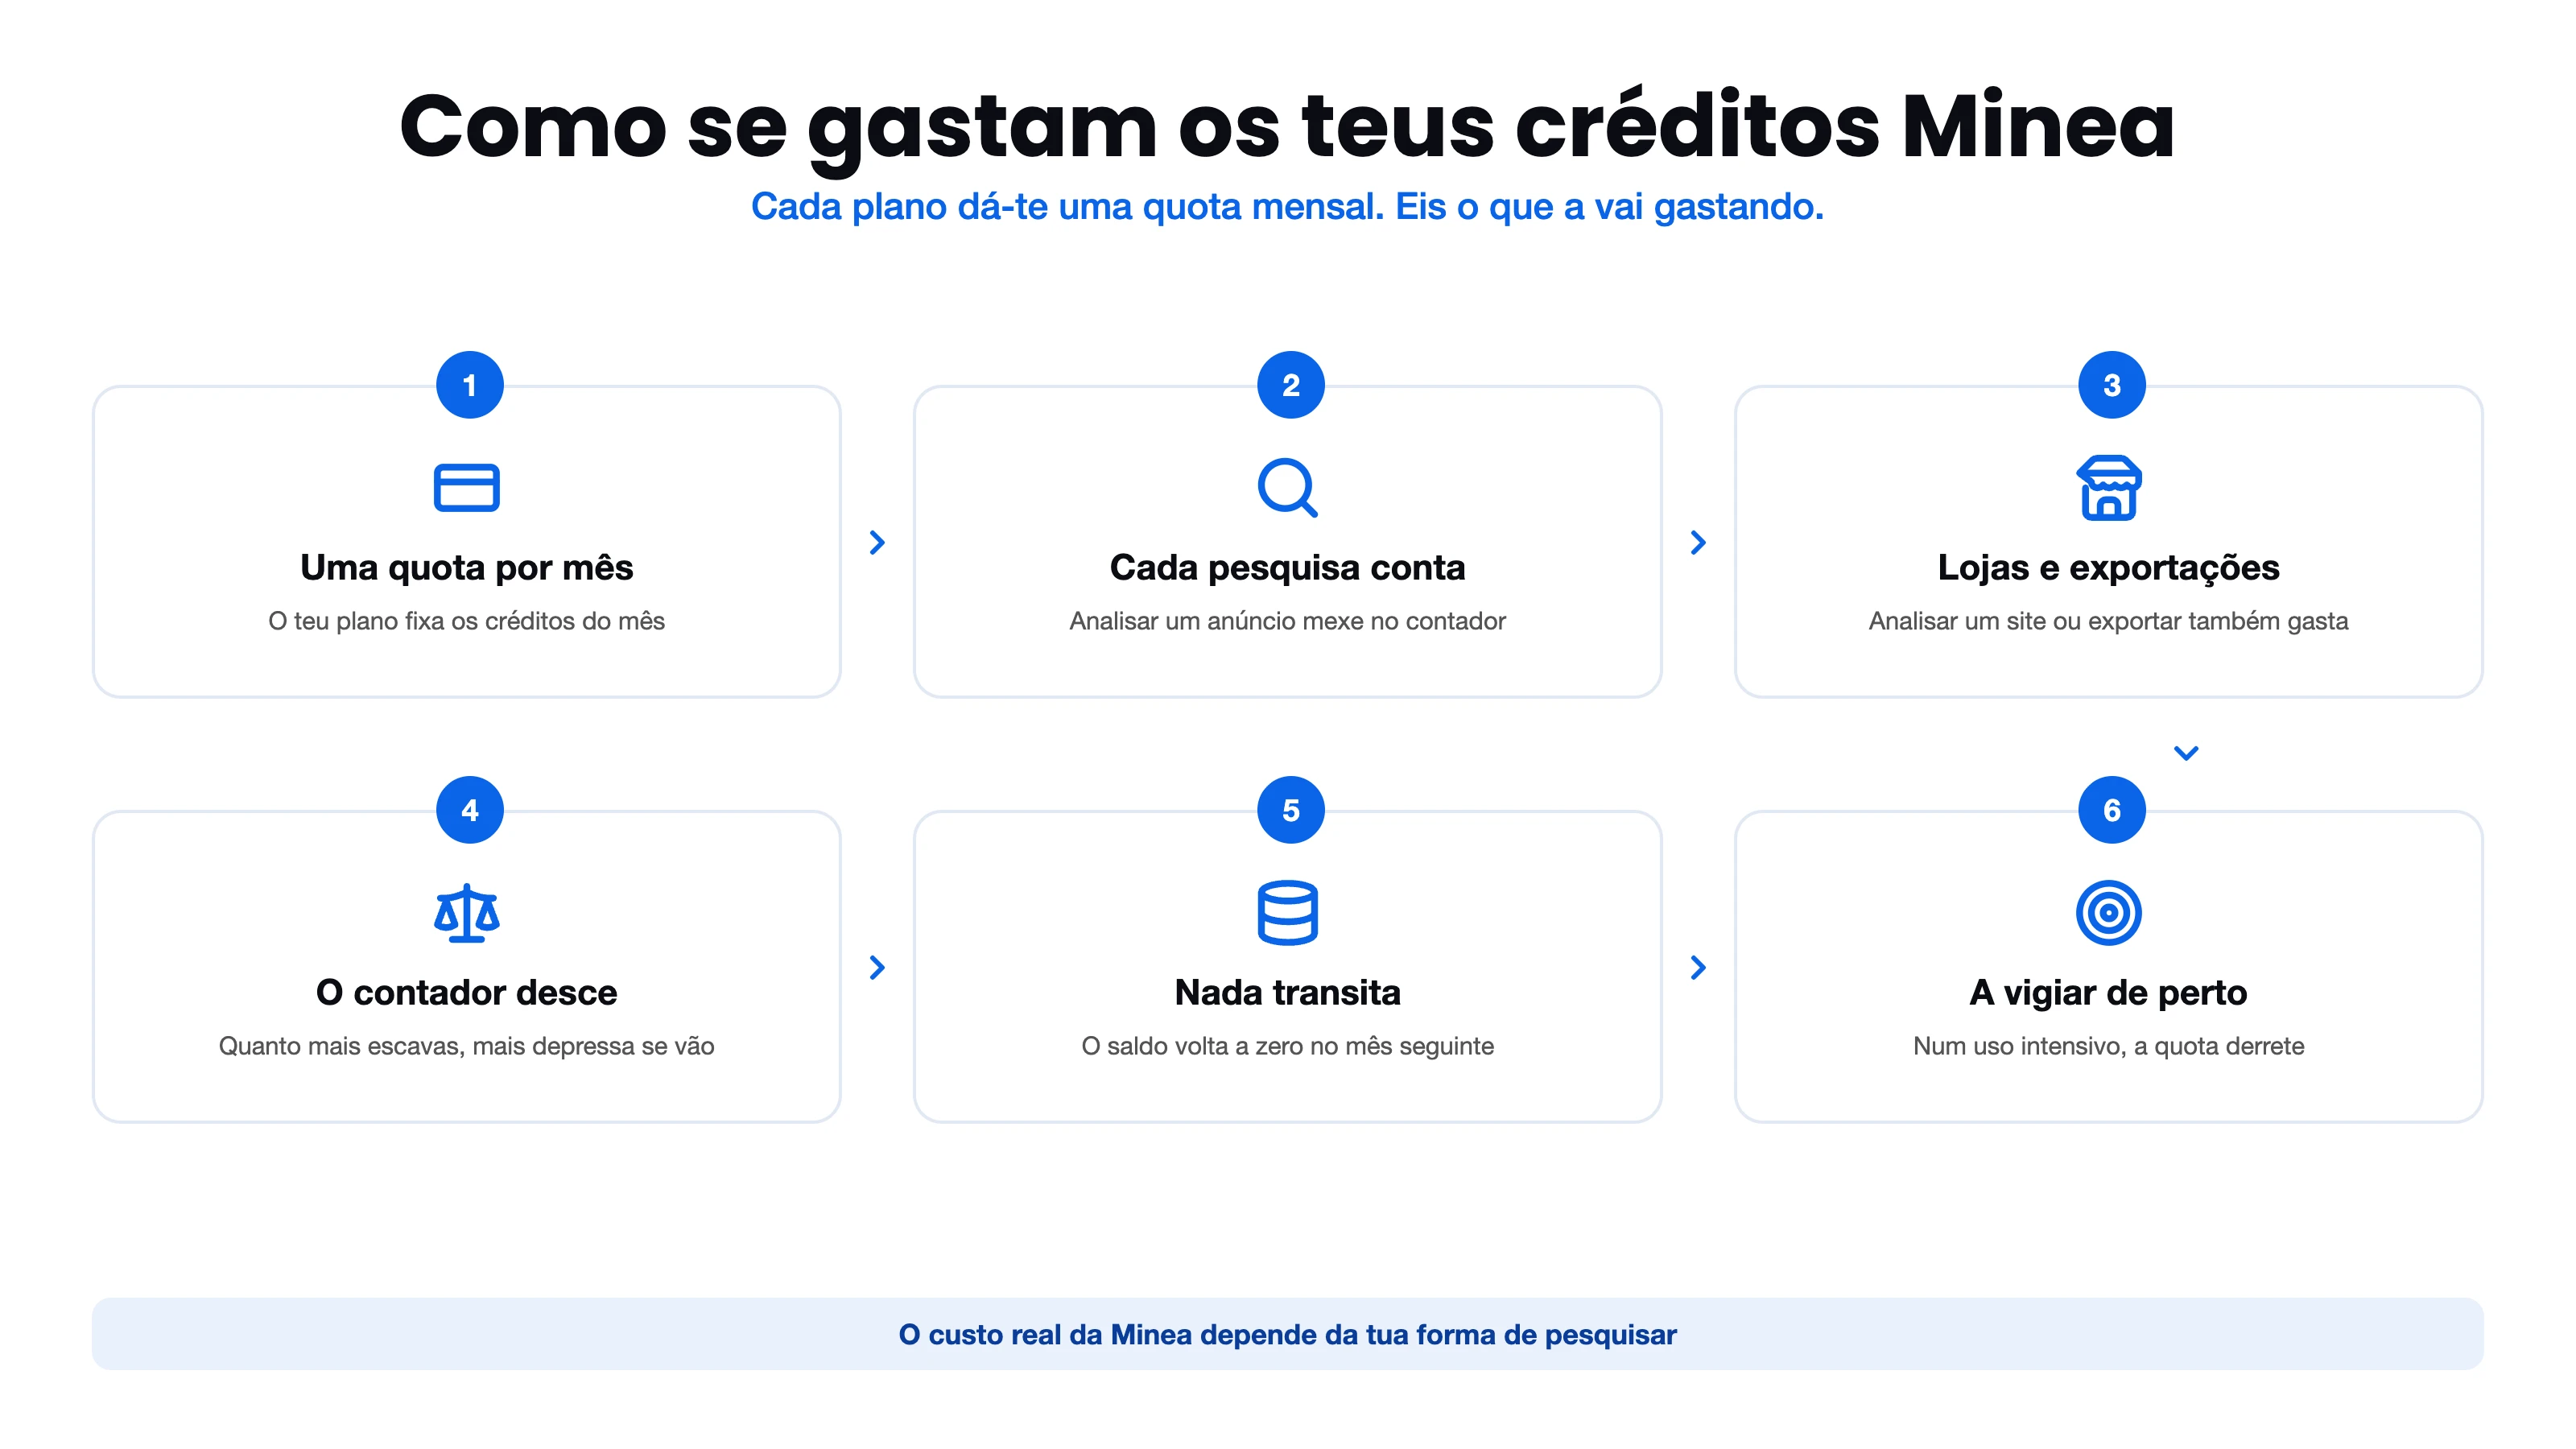 Como se gastam os teus créditos Minea
Cada plano dá-te uma quota mensal. Eis o que a vai gastando.
1
Uma quota por mês
O teu plano fixa os créditos do mês
2
Cada pesquisa conta
Analisar um anúncio mexe no contador
3
Lojas e exportações
Analisar um site ou exportar também gasta
4
O contador desce
Quanto mais escavas, mais depressa se vão
5
Nada transita
O saldo volta a zero no mês seguinte
6
A vigiar de perto
Num uso intensivo, a quota derrete
O custo real da Minea depende da tua forma de pesquisar